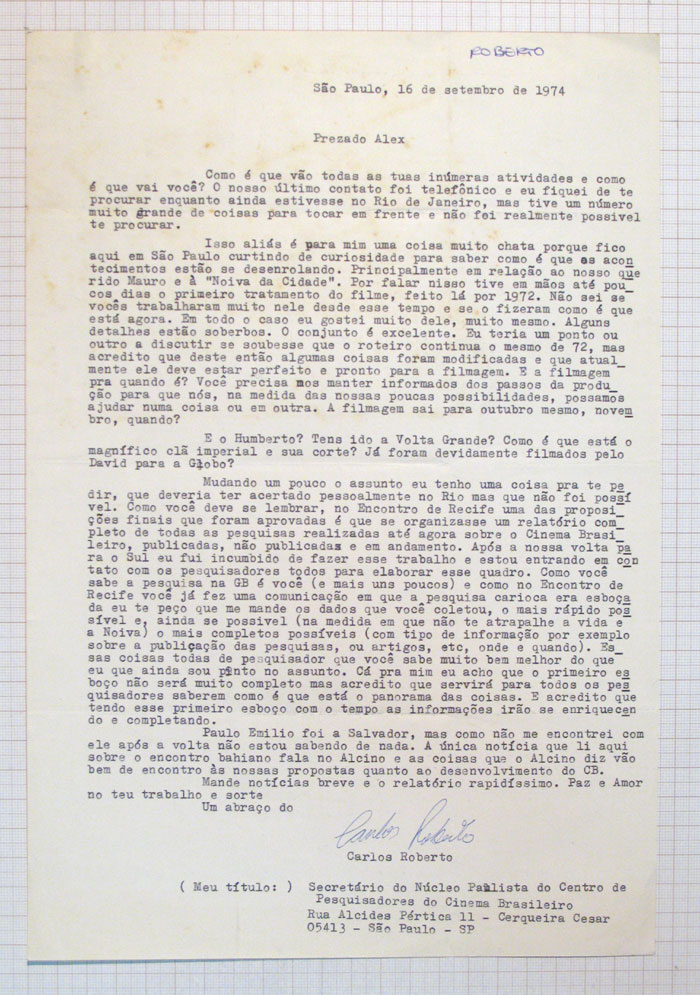 ROBERTO
São Paulo, 16 de setembro de 1974
Prezado Alex
Como é que vão todas as tuas inúmeras atividades e como
é que vai você? O nosso último contato foi telefônico e eu fiquei de te
procurar enquanto ainda estivesse no Rio de Janeiro, mas tive um número
muito grande de coisas para tocar em frente e não foi realmente possivel
te procurar.
Isso aliás é para mim uma coisa muito chata porque fico
aqui em São Paulo curtindo de curiosidade para saber como é que os acon
tecimentos estão se desenrolando. Principalmente em relação ao nosso que
rido Mauro e à "Noiva da Cidade". Por falar nisso tive em mãos até pou_
cos dias o primeiro tratamento do filme, feito lá por 1972. Não sei se
vocês trabalharam muito nele desde esse tempo e se o fizeram como é que
está agora. Em todo o caso eu gostei muito dele, muito mesmo. Alguns
detalhes estão soberbos. O conjunto é excelente. Eu teria um ponto ou
outro a discutir se soubesse que o roteiro continua o mesmo de 72, mas
acredito que deste então algumas coisas foram modificadas e que atual_
mente ele deve estar perfeito e pronto para a filmagem. E a filmagem
pra quando é? Você precisa nos manter informados dos passos da produ_
ção para que nós, na medida das nossas poucas possibilidades, possamos
ajudar numa coisa ou em outra. A filmagem sai para outubro mesmo, novem
bro, quando?
E o Humberto? Tens ido a Volta Grande? Como é que está o
magnífico clã imperial e sua corte? Já foram devidamente filmados pelo
David para a Globo?
Mudando um pouco o assunto eu tenho uma coisa pra te pe
dir, que deveria ter acertado pessoalmente no Rio mas que não foi possí
vel. Como você deve se lembrar, no Encontro de Recife uma das proposi_
ções finais que foram aprovadas é que se organizasse um relatório com_
pleto de todas as pesquisas realizadas até agora sobre o Cinema Brasi_
leiro, publicadas, não publicadas e em andamento. Após a nossa volta pa
ra o Sul eu fui incumbido de fazer esse trabalho e estou entrando em con
tato com os pesquisadores todos para elaborar esse quadro. Como você
sabe a pesquisa na GB é você (e mais uns poucos) e como no Encontro de
Recife você já fez uma comunicação em que a pesquisa carioca era esboça
da eu te peço que me mande os dados que você coletou, o mais rápido pos
sível e, ainda se possivel (na medida em que não te atrapalhe a vida e
a Noiva) o mais completos possíveis (com tipo de informação por exemplo
sobre a publicação das pesquisas, ou artigos, etc, onde e quando). Es_
sas coisas todas de pesquisador que você sabe muito bem melhor do que
eu que ainda sou pinto no assunto. Cá pra mim eu acho que o primeiro es
boço não será muito completo mas acredito que servirá para todos os pes
quisadores saberem como é que está o panorama das coisas. E acredito que
tendo esse primeiro esboço com o tempo as informações irão se enriquecen
do e completando.
Paulo Emilio foi a Salvador, mas como não me encontrei com
ele após a volta não estou sabendo de nada. A única notícia que li aqui
sobre o encontro bahiano fala no Alcino e as coisas que o Alcino diz vão
bem de encontro às nossas propostas quanto ao desenvolvimento do CB.
Mande notícias breve e o relatório rapidíssimo. Paz e Amor
no teu trabalho e sorte
Um abraço do
Carlos Roberto
Carlos Roberto
( Meu título: ) Secretário do Núcleo Paulista do Centro de
Pesquisadores do Cinema Brasileiro
Rua Alcides Pértica 11 - Cerqueira Cesar
05413 - São Paulo - SP